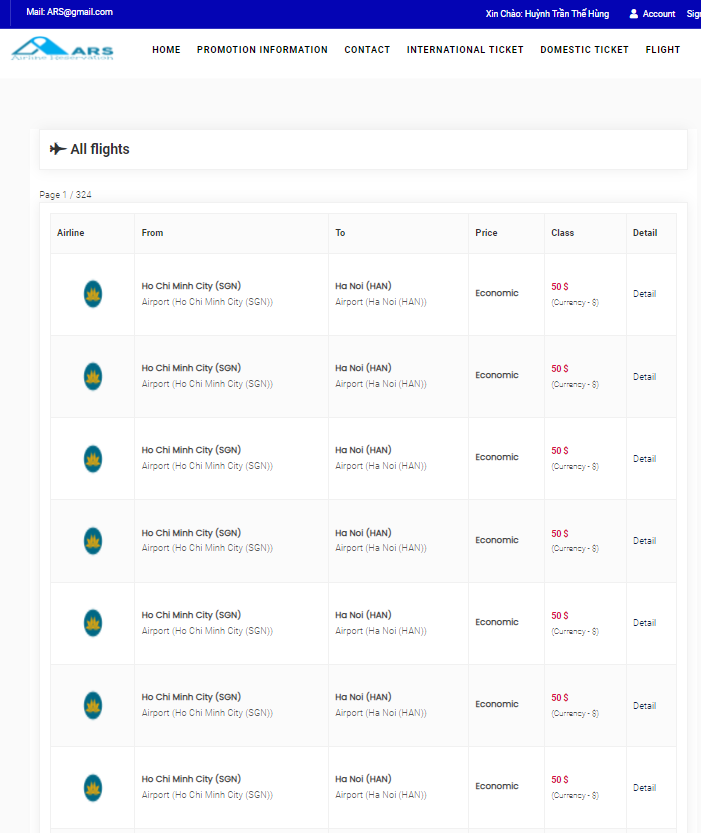 Mail: ARS@gmail.com
Xin Chào: Huỳnh Trần Thế Hùng
Account
ARS
Airline Reservation
HOME
PROMOTION INFORMATION
CONTACT
INTERNATIONAL TICKET
DOMESTIC TICKET
FLIGHT
All flights
Page 1 / 324
Airline From To Price Class Detail
Ho Chi Minh City (SGN) Ha Noi (HAN) Economic 50 $ Detail
Airport (Ho Chi Minh City (SGN)) Airport (Ha Noi (HAN)) (Currency - $)
Ho Chi Minh City (SGN) Ha Noi (HAN) Economic 50 $ Detail
Airport (Ho Chi Minh City (SGN)) Airport (Ha Noi (HAN)) (Currency - $)
Ho Chi Minh City (SGN) Ha Noi (HAN) Economic 50 $ Detail
Airport (Ho Chi Minh City (SGN)) Airport (Ha Noi (HAN)) (Currency - $)
Ho Chi Minh City (SGN) Ha Noi (HAN) Economic 50 $ Detail
Airport (Ho Chi Minh City (SGN)) Airport (Ha Noi (HAN)) (Currency - $)
Ho Chi Minh City (SGN) Ha Noi (HAN) Economic 50 $ Detail
Airport (Ho Chi Minh City (SGN)) Airport (Ha Noi (HAN)) (Currency - $)
Ho Chi Minh City (SGN) Ha Noi (HAN) Economic 50 $ Detail
Airport (Ho Chi Minh City (SGN)) Airport (Ha Noi (HAN)) (Currency - $)
Ho Chi Minh City (SGN) Ha Noi (HAN) Economic 50 $ Detail
Airport (Ho Chi Minh City (SGN)) Airport (Ha Noi (HAN)) (Currency - $)